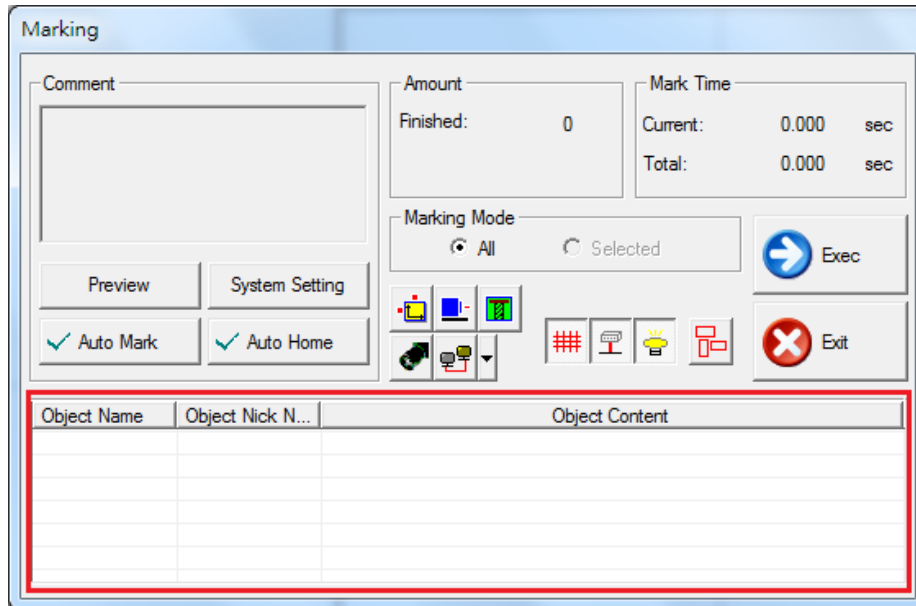 Marking
Comment
Amount
Finished: 0
Mark Time
Current: 0.000 sec
Total: 0.000 sec
Marking Mode
All Selected
Exec
Preview System Setting
Auto Mark Auto Home
Exit
Object Name Object Nick N... Object Content